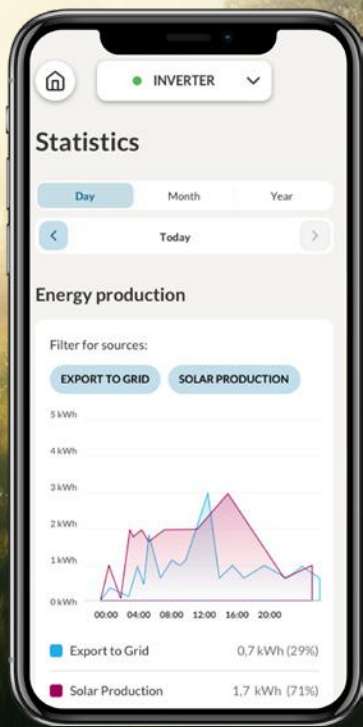 INVERTER
Statistics
Day Month Year
Today
Energy production
Filter for sources:
EXPORT TO GRID SOLAR PRODUCTION
5 kWh
4 kWh
3 kWh
2 kWh
1 kWh
0 kWh
00:00 04:00 08:00 12:00 16:00 20:00
Export to Grid 0,7 kWh (29%)
Solar Production 1,7 kWh (71%)